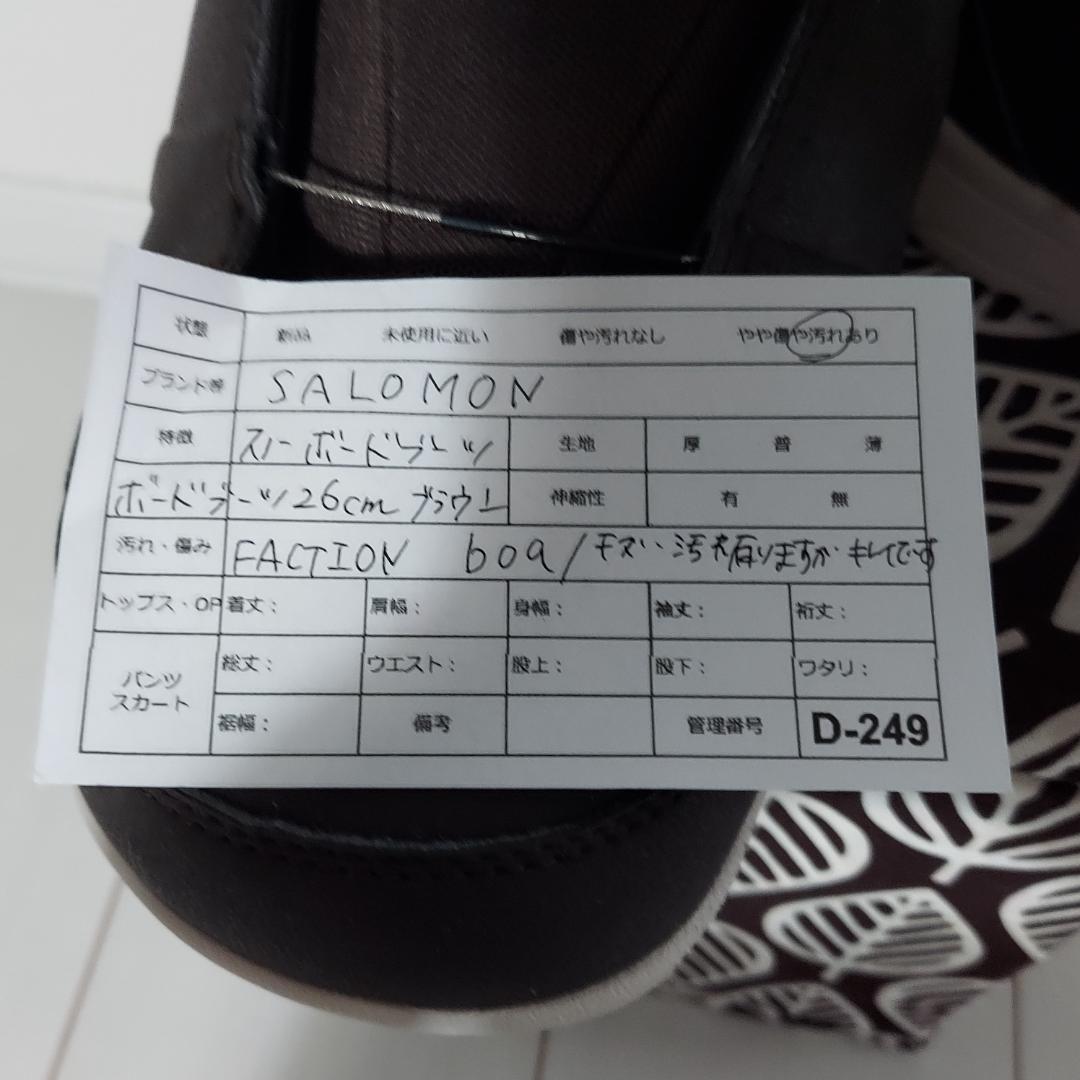 状態 新品 未使用に近い 傷や汚れなし やや傷や汚れあり
ブランド等 SALOMON
特徴 スノーボードブーツ 生地 厚 普 薄
ボードブーツ/26cm ブラウン 伸縮性 有 無
汚れ・傷み FACTION boa/キズ・汚れ有りますが キレイです
トップス・OP 着丈: 肩幅: 身幅: 袖丈: 裄丈:
パンツ スカート 総丈: ウエスト: 股上: 股下: ワタリ:
裾幅: 備考 管理番号 D-249